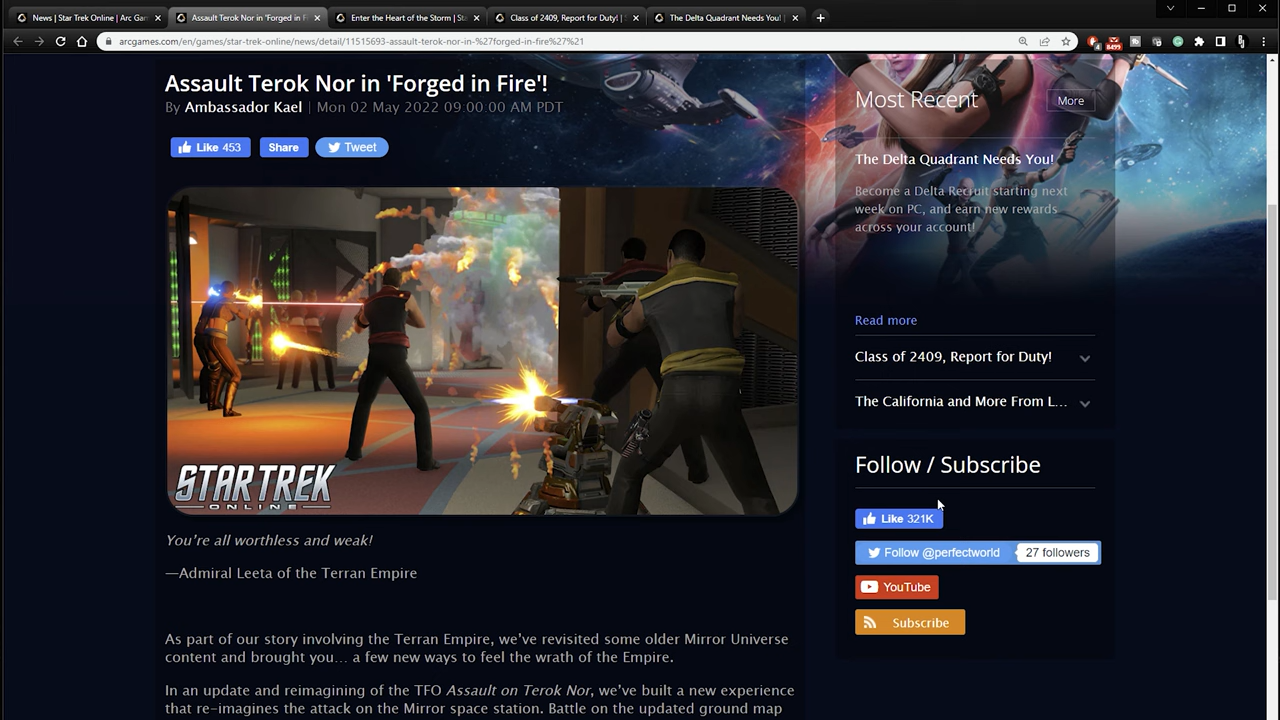 News | Star Trek Online | Arc Gam
Assault Terok Nor in 'Forged in F
Enter the Heart of the Storm | Sta
Class of 2409, Report for Duty! |
The Delta Quadrant Needs You! |
arcgames.com/en/games/star-trek-online/news/detail/11515693-assault-terok-nor-in-%27forged-in-fire%27%21
Assault Terok Nor in 'Forged in Fire'!
By Ambassador Kael | Mon 02 May 2022 09:00:00 AM PDT
Like 453
Share
Tweet
STAR TREK
ONLINE
You're all worthless and weak!
—Admiral Leeta of the Terran Empire
As part of our story involving the Terran Empire, we've revisited some older Mirror Universe
content and brought you… a few new ways to feel the wrath of the Empire.
In an update and reimagining of the TFO Assault on Terok Nor, we've built a new experience
that re-imagines the attack on the Mirror space station. Battle on the updated ground map
Most Recent
More
The Delta Quadrant Needs You!
Become a Delta Recruit starting next
week on PC, and earn new rewards
across your account!
Read more
Class of 2409, Report for Duty!
The California and More From L...
Follow / Subscribe
Like 321K
Follow @perfectworld
27 followers
YouTube
Subscribe